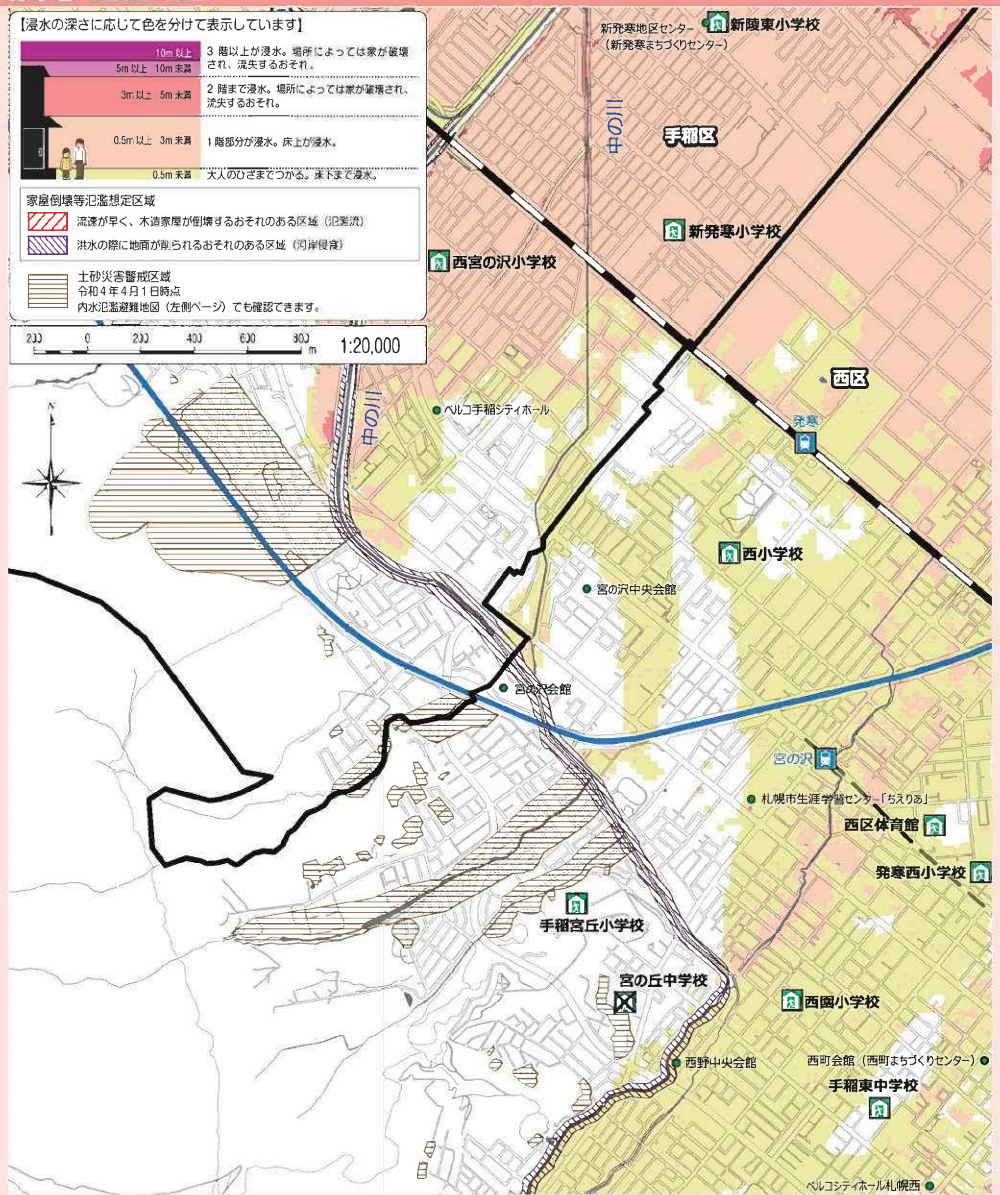 【浸水の深さに応じて色を分けて表示しています】
10m 以上
3 階以上が浸水。場所によっては家が破壊
され、流失するおそれ。
5m 以上 10m 未満
3m 以上 5m 未満
2 階まで浸水。場所によっては家が破壊され、
流失するおそれ。
0.5m 以上 3m 未満
1 階部分が浸水。床上が浸水。
0.5m 未満
大人のひざまでつかる。床下まで浸水。
家屋倒壊等氾濫想定区域
流速が早く、木造家屋が倒壊するおそれのある区域（氾濫流）
洪水の際に地面が削られるおそれのある区域（河岸侵食）
土砂災害警戒区域
令和４年４月１日時点
内水氾濫避難地図（左側ページ）でも確認できます。
200 0 200 400 600 800 m
1:20,000
新発寒地区センター
（新発寒まちづくりセンター）
新陵東小学校
中の川
手稲区
新発寒小学校
西宮の沢小学校
西区
中の川
ベルコ手稲シティホール
発寒
N
西小学校
宮の沢中央会館
宮の沢会館
宮の沢
札幌市生涯学習センター「ちえりあ」
西区体育館
発寒西小学校
手稲宮丘小学校
宮の丘中学校
西園小学校
西野中央会館
西町会館（西町まちづくりセンター）
手稲東中学校
ベルコシティホール札幌西